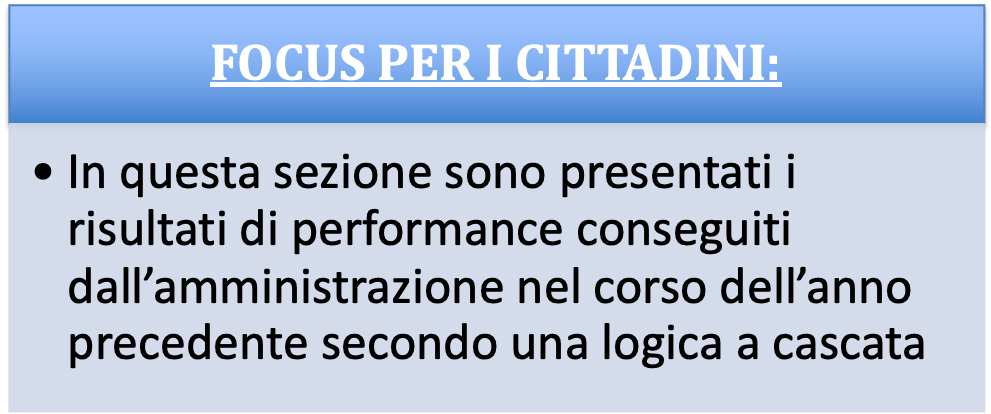 FOCUS PER I CITTADINI:
• In questa sezione sono presentati i
risultati di performance conseguiti
dall’amministrazione nel corso dell’anno
precedente secondo una logica a cascata